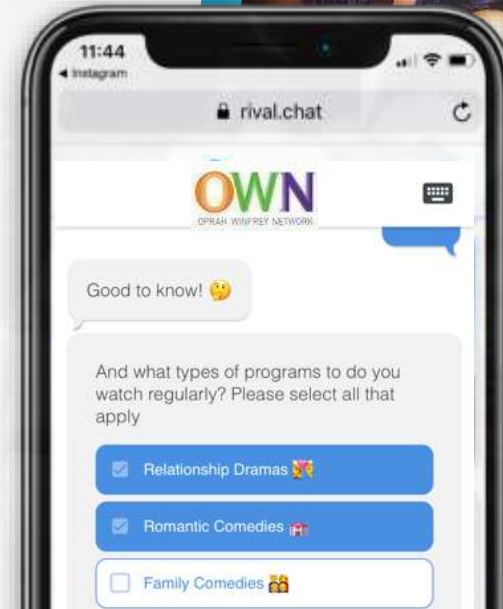 11:44
Instagram
rival.chat
OWN
OPRAH WINFREY NETWORK
Good to know! 🤔
And what types of programs to do you
watch regularly? Please select all that
apply
Relationship Dramas
Romantic Comedies
Family Comedies